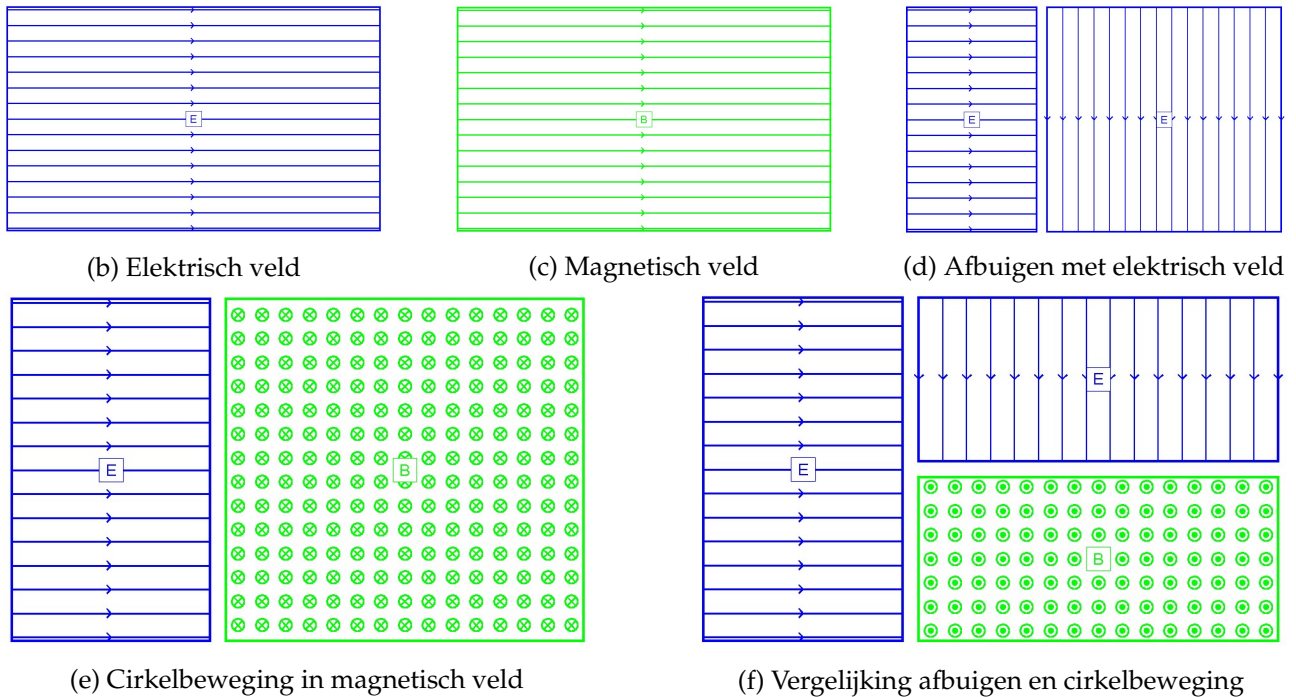 E
B
E
E
(b) Elektrisch veld
(c) Magnetisch veld
(d) Afbuigen met elektrisch veld
E
B
E
E
B
(e) Cirkelbeweging in magnetisch veld
(f) Vergelijking afbuigen en cirkelbeweging